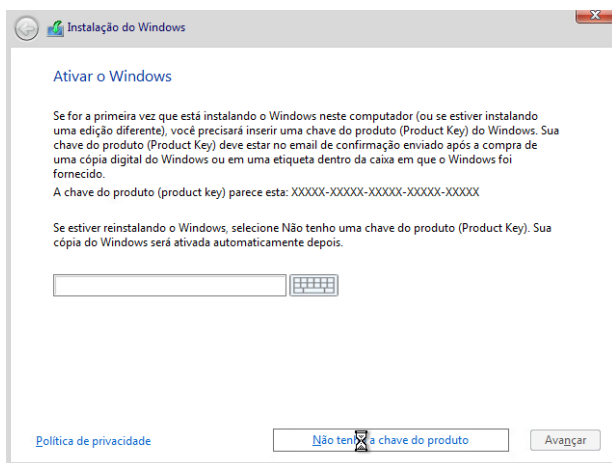 Instalação do Windows
Ativar o Windows
Se for a primeira vez que está instalando o Windows neste computador (ou se estiver instalando
uma edição diferente), você precisará inserir uma chave do produto (Product Key) do Windows. Sua
chave do produto (Product Key) deve estar no email de confirmação enviado após a compra de
uma cópia digital do Windows ou em uma etiqueta dentro da caixa em que o Windows foi
fornecido.
A chave do produto (product key) parece esta: XXXXX-XXXXX-XXXXX-XXXXX-XXXXX
Se estiver reinstalando o Windows, selecione Não tenho uma chave do produto (Product Key). Sua
cópia do Windows será ativada automaticamente depois.
Política de privacidade
Não tenho a chave do produto
Avançar